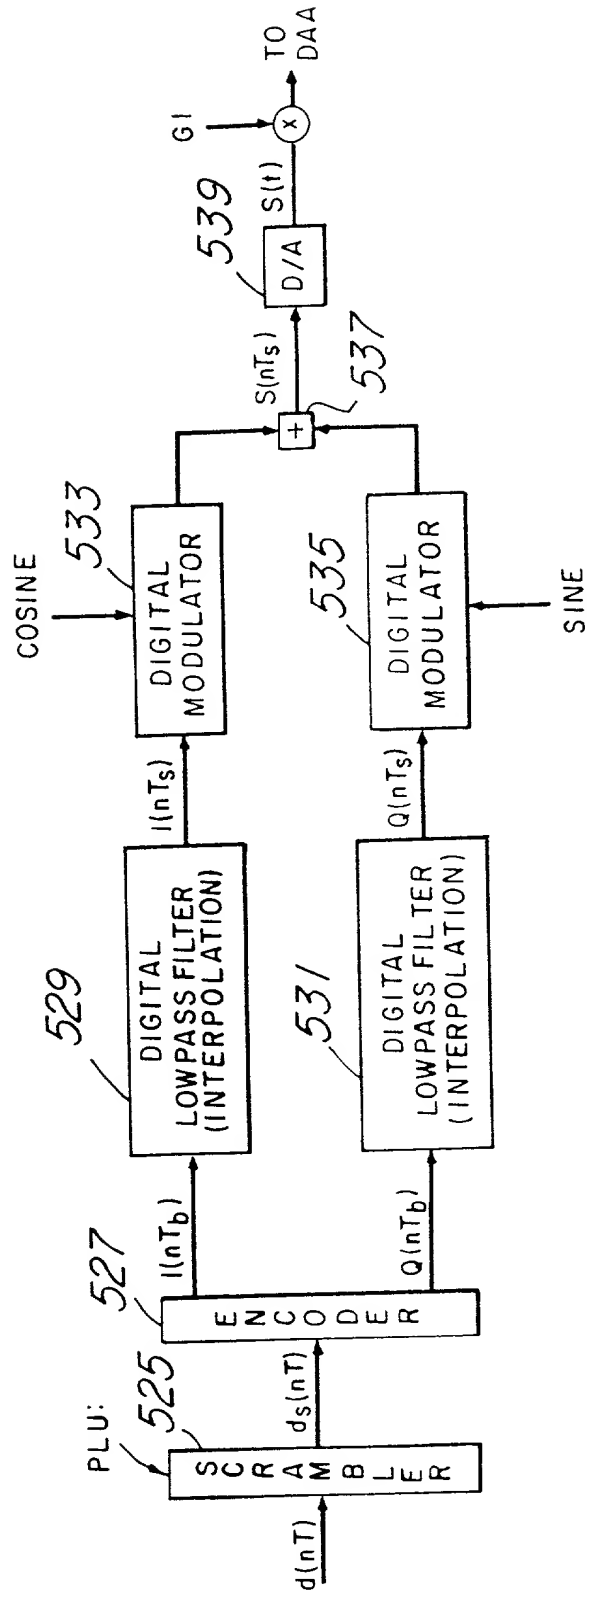 d(nT)
PLU:
525
SCRAMBLER
ds(nT)
527
ENCODER
I(nTb)
Q(nTb)
529
DIGITAL
LOWPASS FILTER
(INTERPOLATION)
531
DIGITAL
LOWPASS FILTER
(INTERPOLATION)
I(nTs)
Q(nTs)
COSINE
533
DIGITAL
MODULATOR
535
DIGITAL
MODULATOR
SINE
+
537
S(nTs)
539
D/A
S(t)
GI
x
TO
DAA